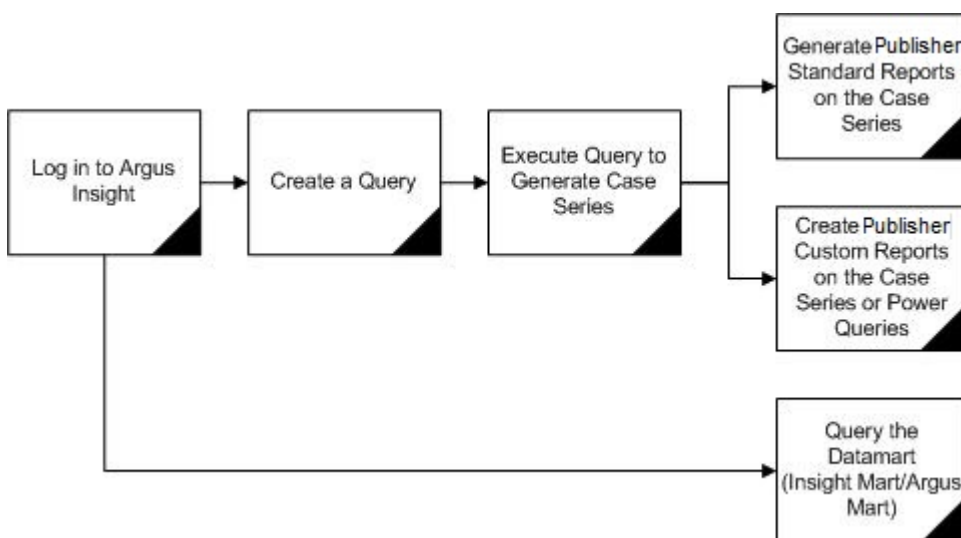 Log in to Argus
Insight
Create a Query
Execute Query to
Generate Case
Series
Generate Publisher
Standard Reports
on the Case
Series
Create Publisher
Custom Reports
on the Case
Series or Power
Queries
Query the
Datamart
(Insight Mart/Argus
Mart)